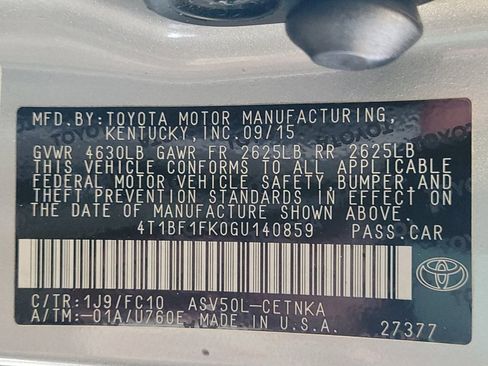 MFD.BY:TOYOTA MOTOR MANUFACTURING,
KENTUCKY,INC.09/15
GVWR 4630LB GAWR FR 2625LB RR 2625LB
THIS VEHICLE CONFORMS TO ALL APPLICABLE
FEDERAL MOTOR VEHICLE SAFETY,BUMPER,AND
THEFT PREVENTION STANDARDS IN EFFECT ON
THE DATE OF MANUFACTURE SHOWN ABOVE.
4T1BF1FK0GU140859 PASS.CAR
C/TR:1J9/FC10 ASV50L-CETNKA
A/TM:-01A/U760E MADE IN U.S.A. 27377